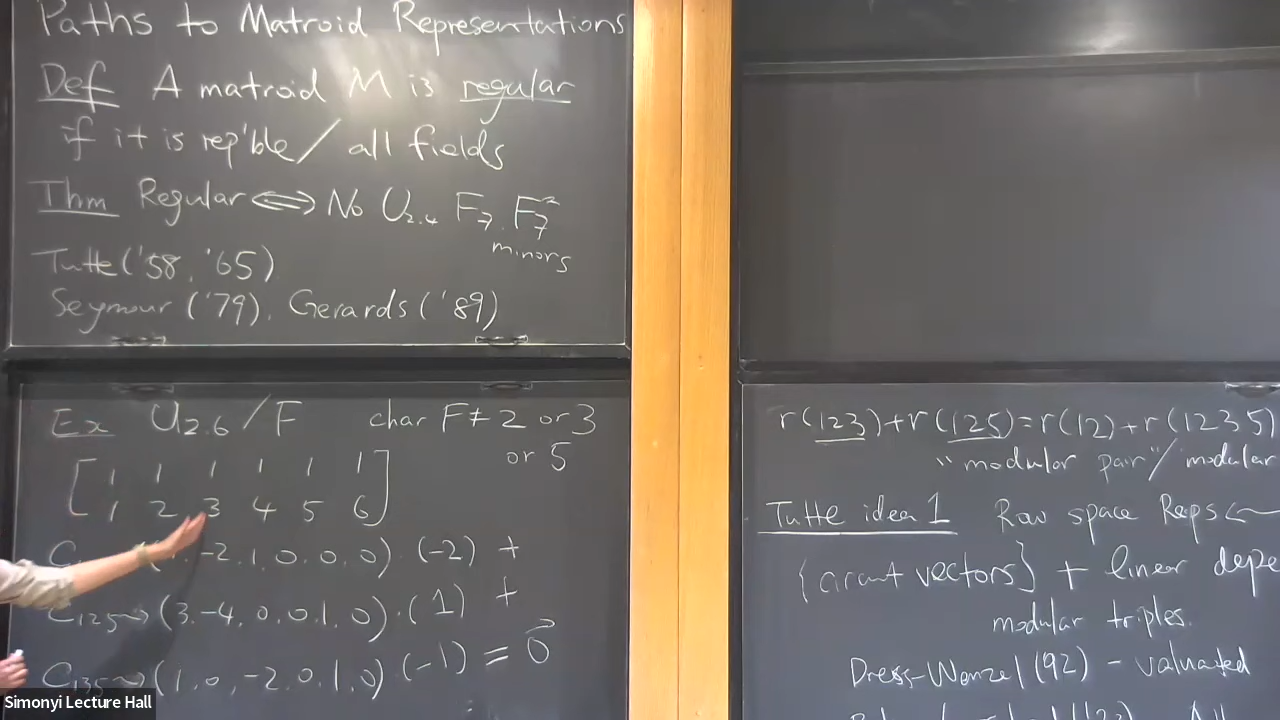 Paths to Matroid Representations
Def A matroid M is regular
if it is rep'ble / all fields
Thm Regular ⟺ No U2,4 F7, F7*
minors
Tutte ('58, '65)
Seymour ('79), Gerards ('89)
Ex U2,6 / F char F ≠ 2 or 3
or 5
[ 1 1 1 1 1 1
1 2 3 4 5 6 ]
C -2, 1, 0, 0, 0) · (-2) +
C125 ⇝ (3, -4, 0, 0, 1, 0) · (1) +
C135 ⇝ (1, 0, -2, 0, 1, 0) (-1) = 0⃗
r(123) + r(125) = r(12) + r(1235)
"modular pair" / modular
Tutte idea 1 Row space Reps ←
{circuit vectors} + linear depe
modular triples.
Dress-Wenzel (92) - valuated
Simonyi Lecture Hall